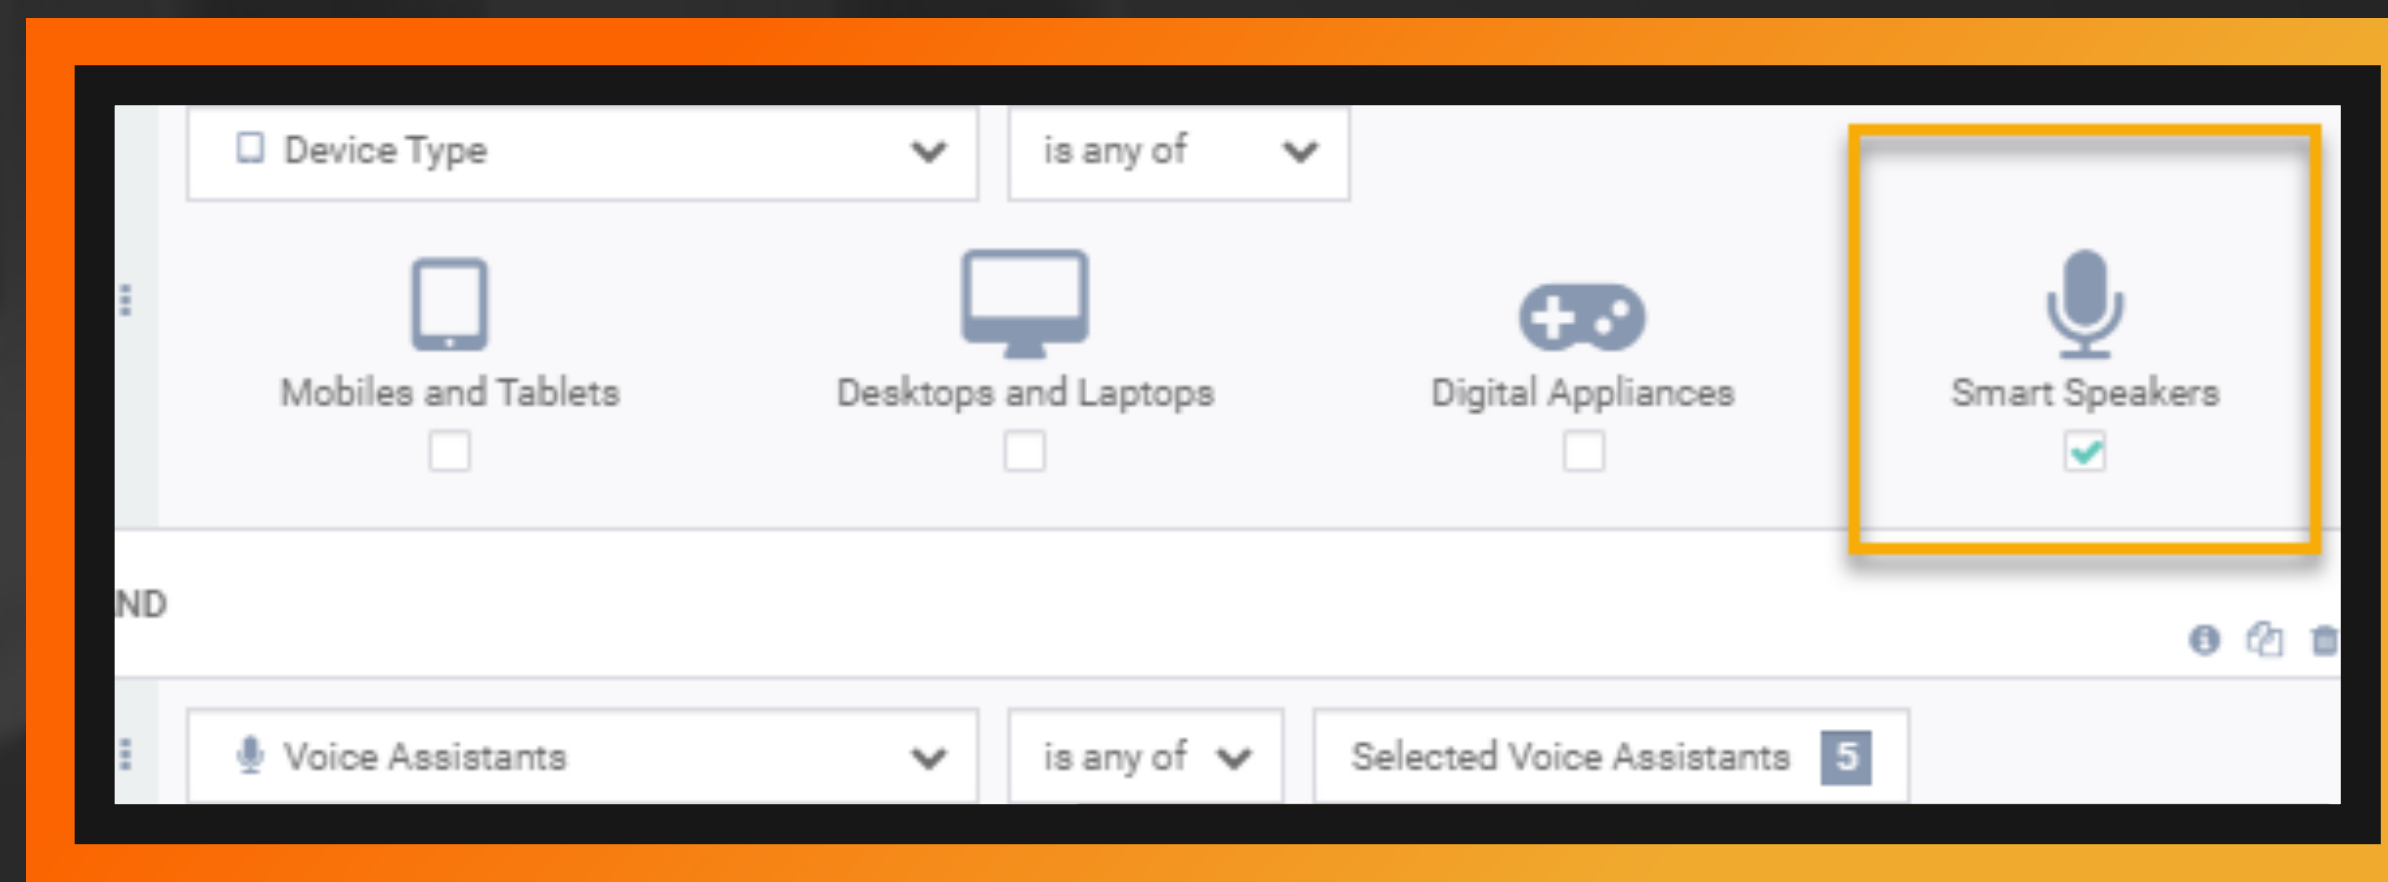 Device Type
is any of
Mobiles and Tablets
Desktops and Laptops
Digital Appliances
Smart Speakers
ND
Voice Assistants
is any of
Selected Voice Assistants 5